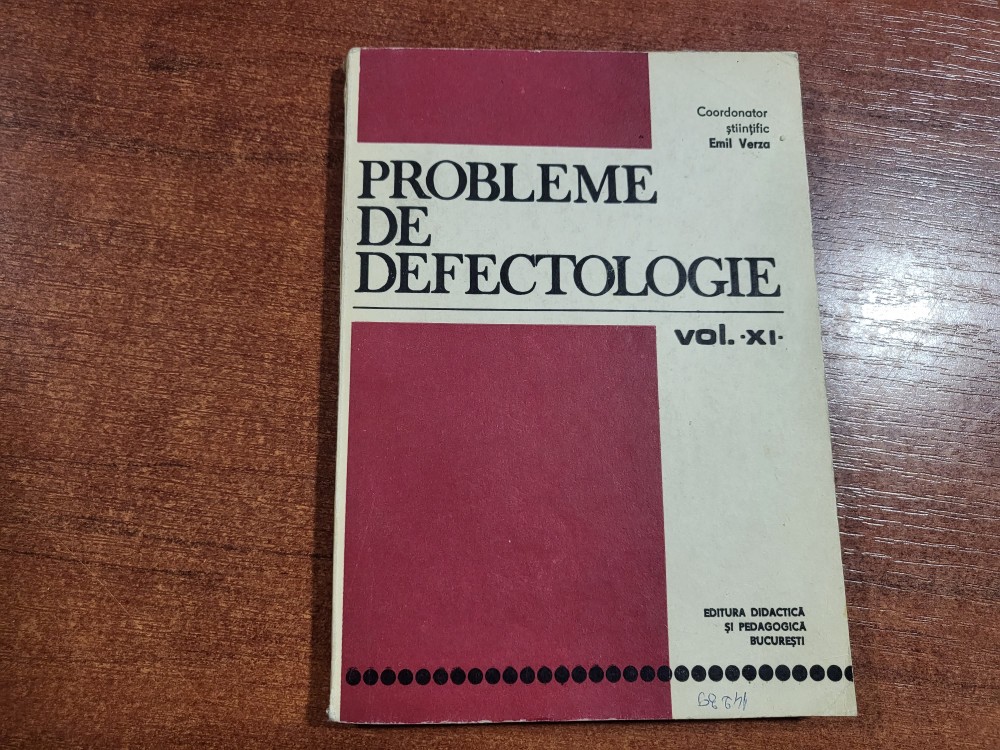 Coordonator
științific
Emil Verza
PROBLEME
DE
DEFECTOLOGIE
vol. ·XI·
EDITURA DIDACTICĂ
ȘI PEDAGOGICĂ
BUCUREȘTI